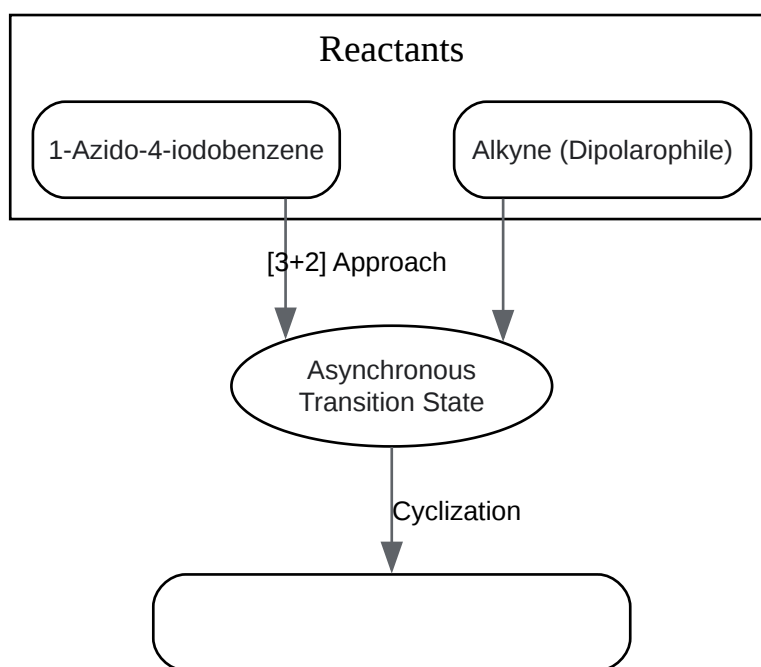 Reactants
1-Azido-4-iodobenzene
Alkyne (Dipolarophile)
[3+2] Approach
Asynchronous
Transition State
Cyclization